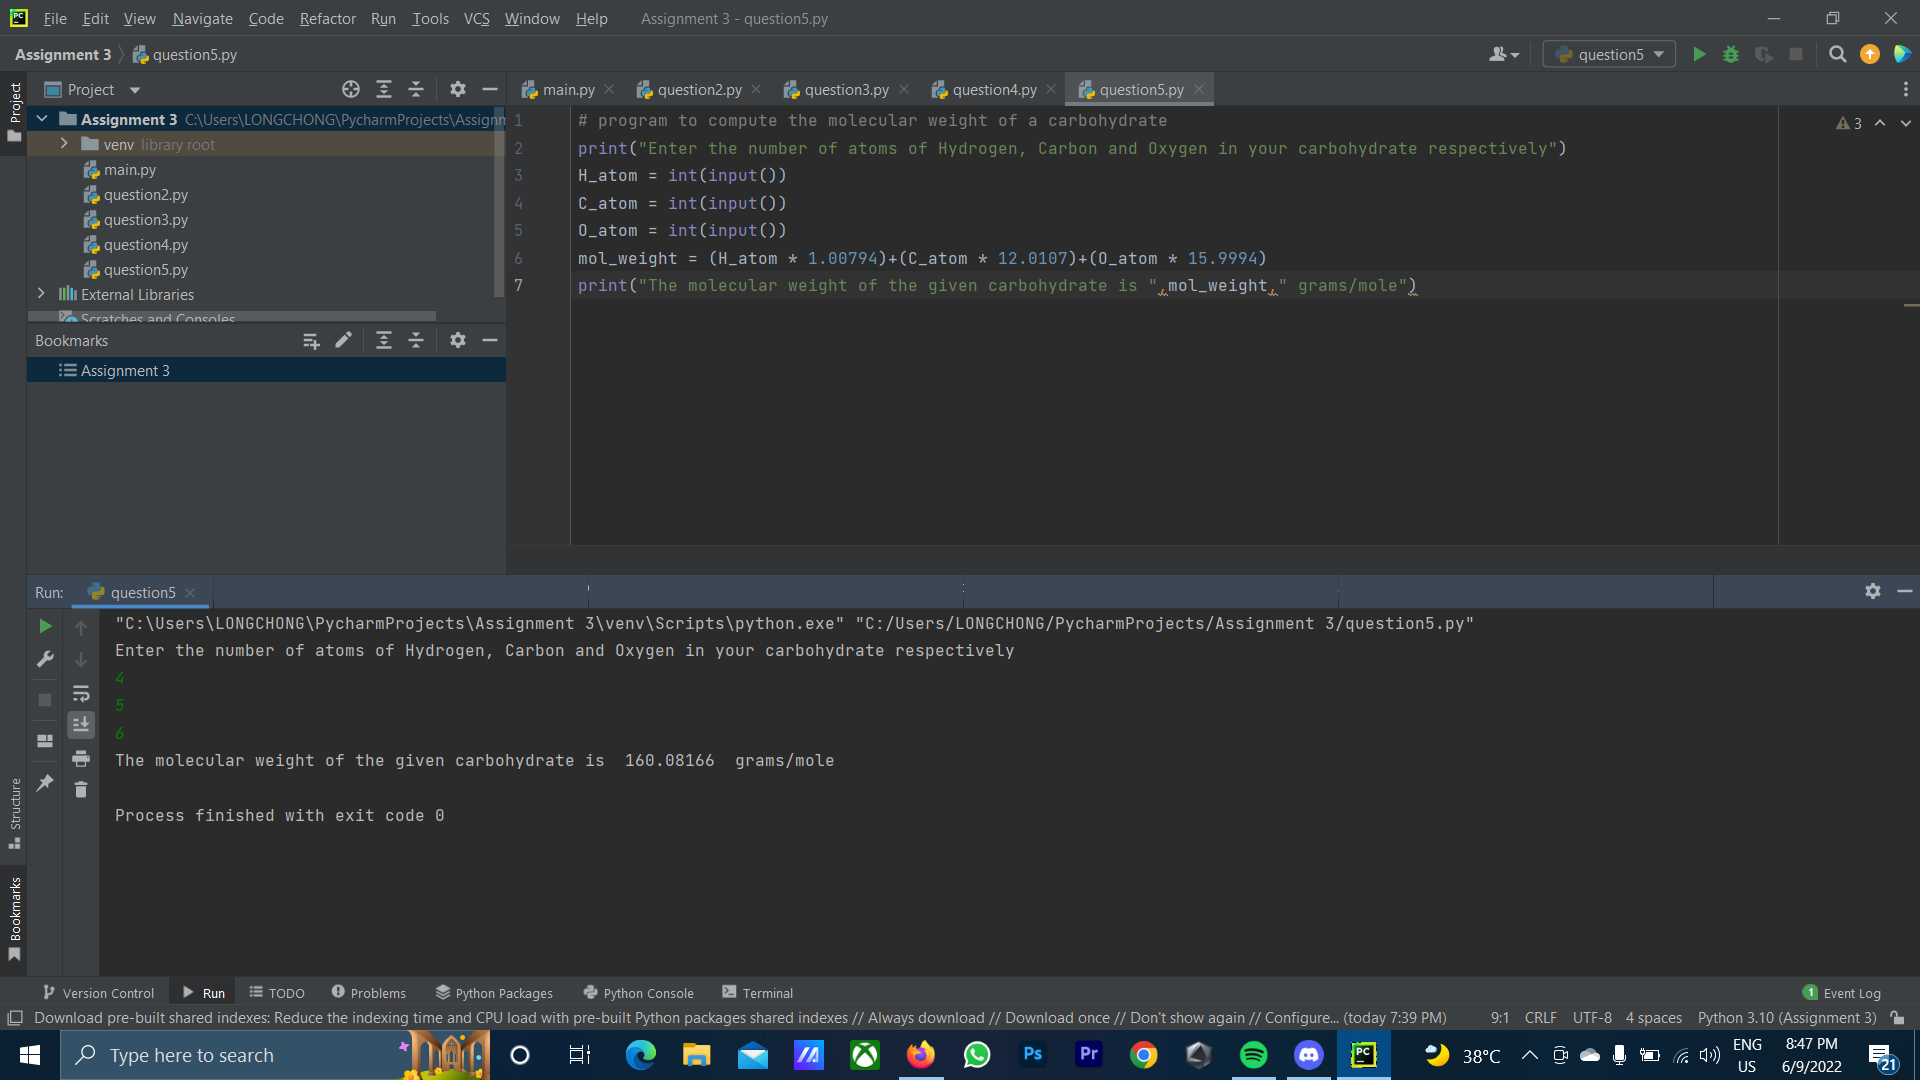 File Edit View Navigate Code Refactor Run Tools VCS Window Help Assignment 3 - question5.py
Assignment 3 question5.py question5
Project
Assignment 3 C:\Users\LONGCHONG\PycharmProjects\Assignm
venv library root
main.py
question2.py
question3.py
question4.py
question5.py
External Libraries
Scratches and Consoles
Bookmarks
Assignment 3
main.py question2.py question3.py question4.py question5.py
1 # program to compute the molecular weight of a carbohydrate
2 print("Enter the number of atoms of Hydrogen, Carbon and Oxygen in your carbohydrate respectively")
3 H_atom = int(input())
4 C_atom = int(input())
5 O_atom = int(input())
6 mol_weight = (H_atom * 1.00794)+(C_atom * 12.0107)+(O_atom * 15.9994)
7 print("The molecular weight of the given carbohydrate is ",mol_weight," grams/mole")
3
Project
Structure
Bookmarks
Run: question5
"C:\Users\LONGCHONG\PycharmProjects\Assignment 3\venv\Scripts\python.exe" "C:/Users/LONGCHONG/PycharmProjects/Assignment 3/question5.py"
Enter the number of atoms of Hydrogen, Carbon and Oxygen in your carbohydrate respectively
4
5
6
The molecular weight of the given carbohydrate is  160.08166  grams/mole
Process finished with exit code 0
Version Control Run TODO Problems Python Packages Python Console Terminal 1 Event Log
Download pre-built shared indexes: Reduce the indexing time and CPU load with pre-built Python packages shared indexes // Always download // Download once // Don't show again // Configure... (today 7:39 PM) 9:1 CRLF UTF-8 4 spaces Python 3.10 (Assignment 3)
Type here to search
Ps Pr PC
38°C
ENG
US
8:47 PM
6/9/2022
21